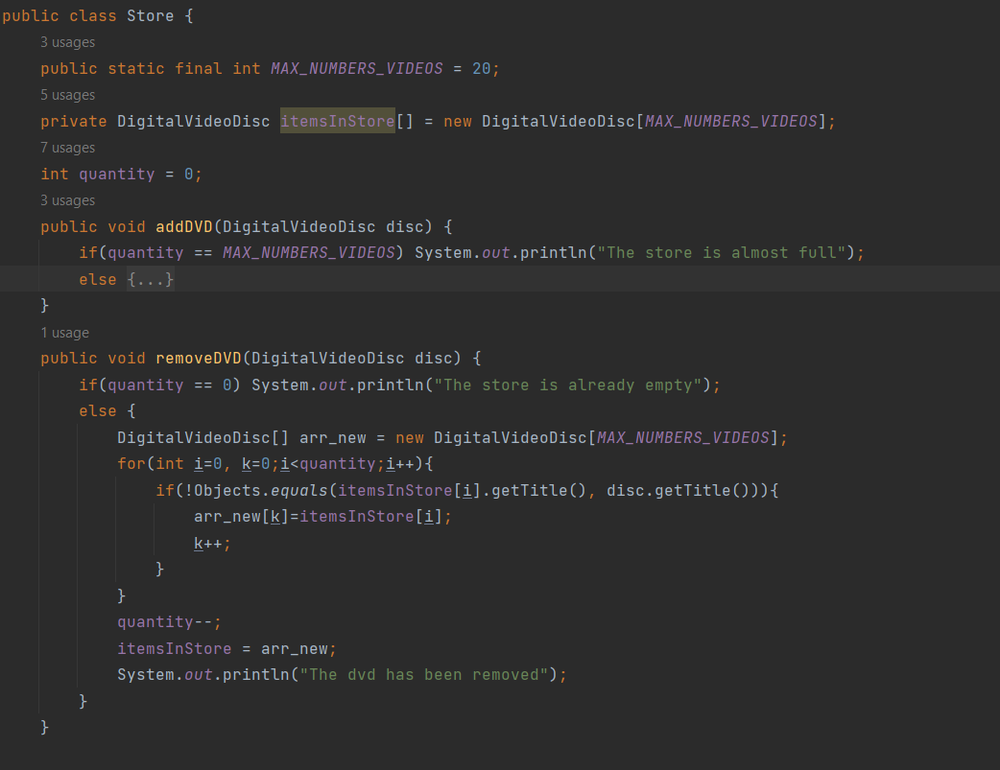 public class Store {
3 usages
public static final int MAX_NUMBERS_VIDEOS = 20;
5 usages
private DigitalVideoDisc itemsInStore[] = new DigitalVideoDisc[MAX_NUMBERS_VIDEOS];
7 usages
int quantity = 0;
3 usages
public void addDVD(DigitalVideoDisc disc) {
if(quantity == MAX_NUMBERS_VIDEOS) System.out.println("The store is almost full");
else {...}
}
1 usage
public void removeDVD(DigitalVideoDisc disc) {
if(quantity == 0) System.out.println("The store is already empty");
else {
DigitalVideoDisc[] arr_new = new DigitalVideoDisc[MAX_NUMBERS_VIDEOS];
for(int i=0, k=0;i<quantity;i++){
if(!Objects.equals(itemsInStore[i].getTitle(), disc.getTitle())){
arr_new[k]=itemsInStore[i];
k++;
}
}
quantity--;
itemsInStore = arr_new;
System.out.println("The dvd has been removed");
}
}